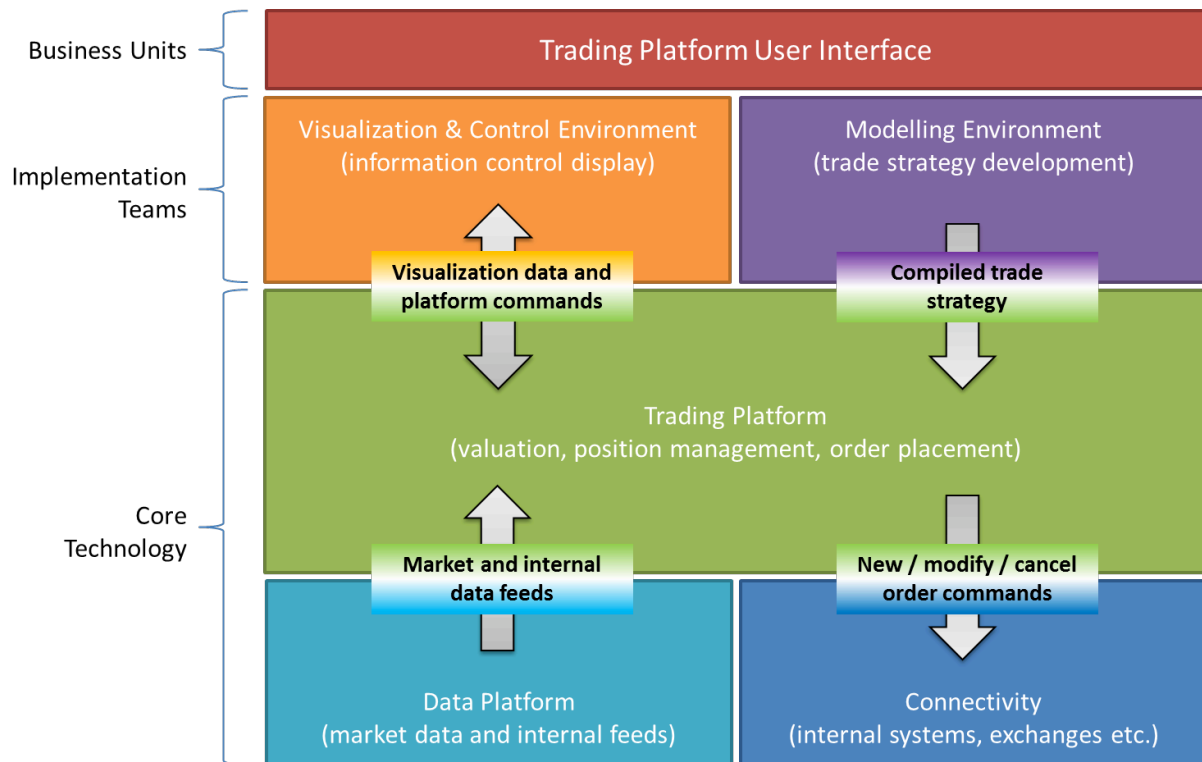 Business Units
Trading Platform User Interface
Implementation
Teams
Visualization & Control Environment
(information control display)
Modelling Environment
(trade strategy development)
Visualization data and
platform commands
Compiled trade
strategy
Core
Technology
Trading Platform
(valuation, position management, order placement)
Market and internal
data feeds
New / modify / cancel
order commands
Data Platform
(market data and internal feeds)
Connectivity
(internal systems, exchanges etc.)